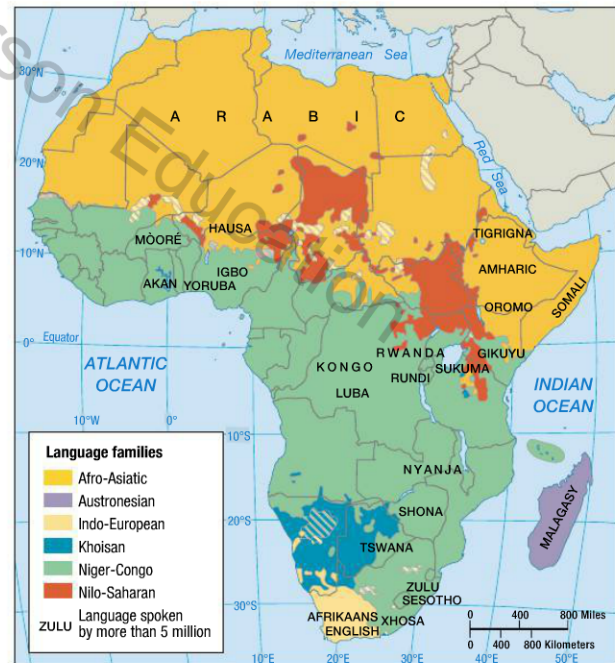 Mediterranean Sea
30°N
A R A B I C
20°N
Red Sea
TIGRIGNA
HAUSA
MÒORÉ
10°N
AMHARIC
IGBO
AKAN
YORUBA
OROMO
SOMALI
0°
Equator
RWANDA
GIKUYU
KONGO
SUKUMA
ATLANTIC
OCEAN
RUNDI
LUBA
INDIAN
OCEAN
10°W
0°
10°S
NYANJA
SHONA
MALAGASY
20°S
TSWANA
ZULU
SESOTHO
30°S
AFRIKAANS
ENGLISH
XHOSA
10°E
20°E
30°E
40°E
50°E
Language families
Afro-Asiatic
Austronesian
Indo-European
Khoisan
Niger-Congo
Nilo-Saharan
ZULU Language spoken
by more than 5 million
0 400 800 Miles
0 400 800 Kilometers
rson Education